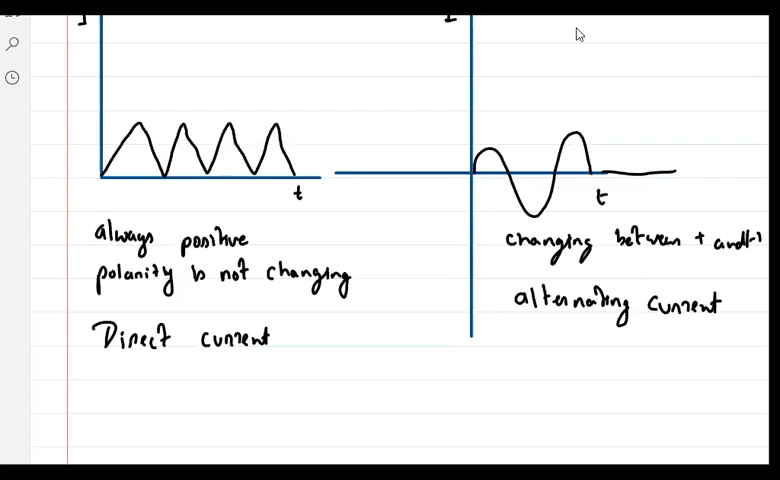 I
I
t
t
always positive
polarity is not changing
Direct current
changing between + and(-)
alternating current